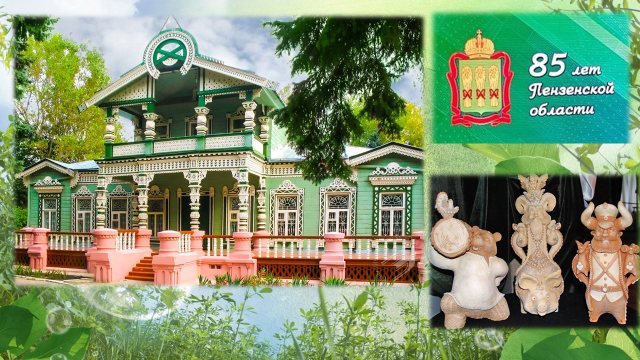 85 лет
Пензенской
области